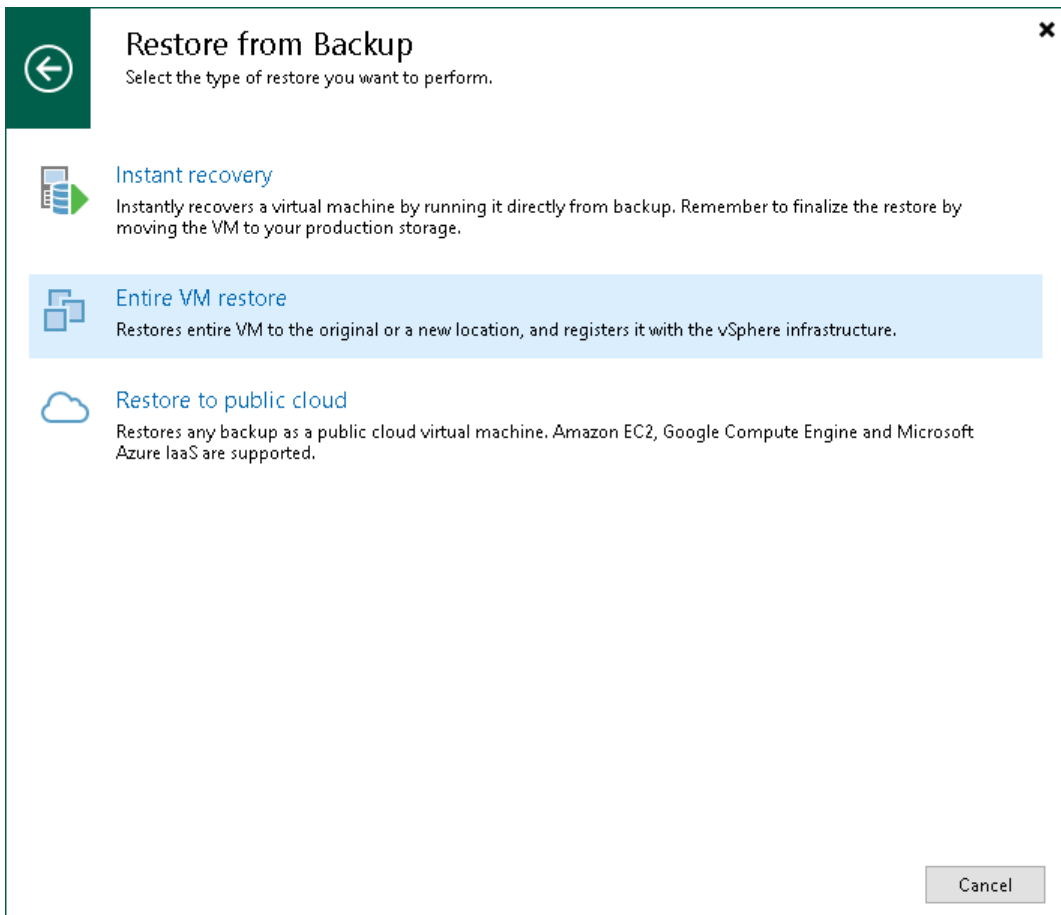 Restore from Backup
Select the type of restore you want to perform.
Instant recovery
Instantly recovers a virtual machine by running it directly from backup. Remember to finalize the restore by
moving the VM to your production storage.
Entire VM restore
Restores entire VM to the original or a new location, and registers it with the vSphere infrastructure.
Restore to public cloud
Restores any backup as a public cloud virtual machine. Amazon EC2, Google Compute Engine and Microsoft
Azure IaaS are supported.
Cancel